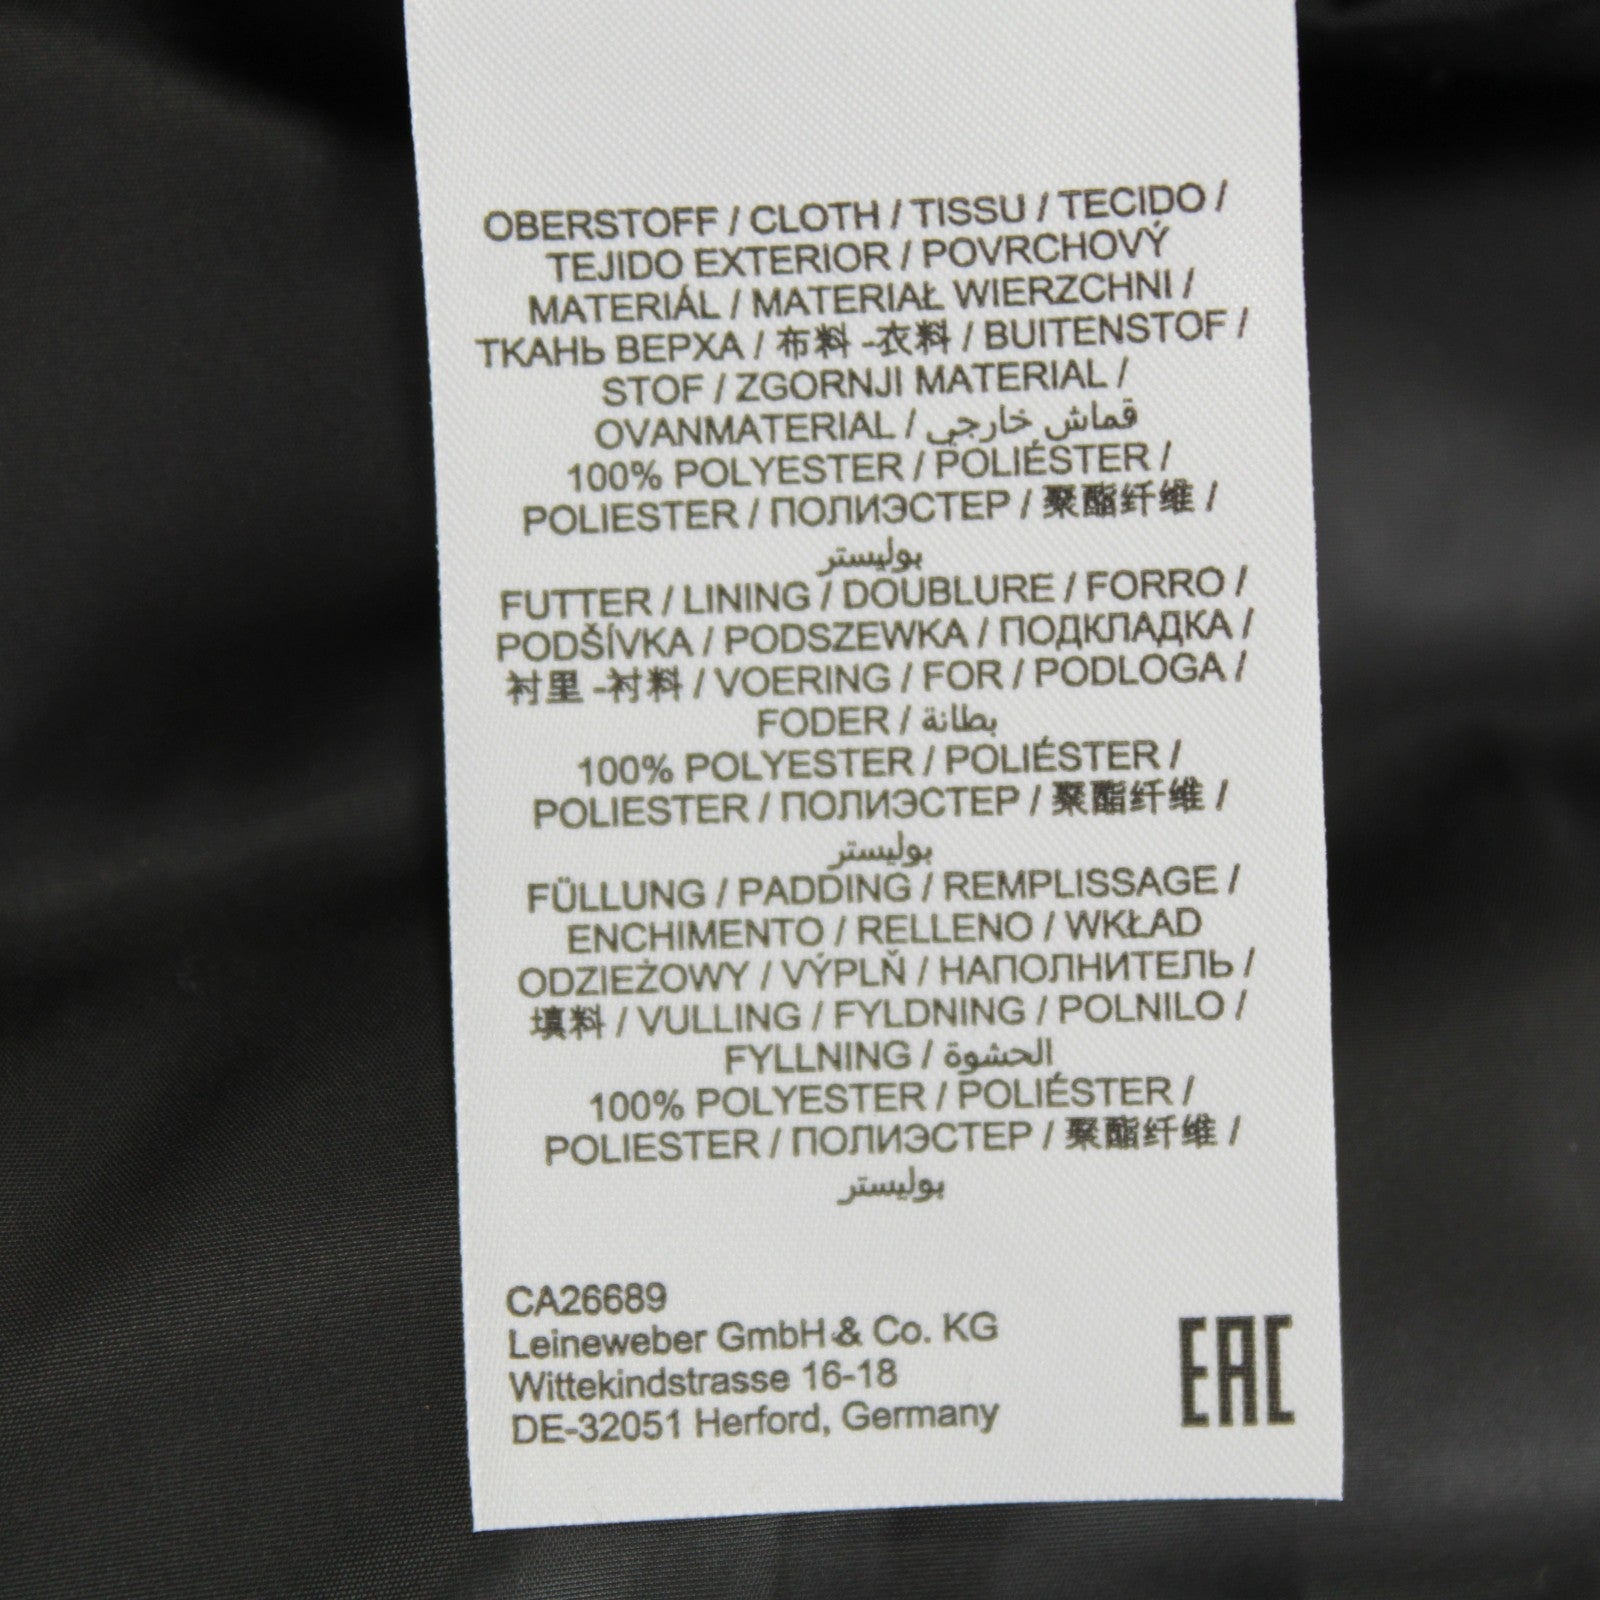 OBERSTOFF / CLOTH / TISSU / TECIDO /
TEJIDO EXTERIOR / POVRCHOVÝ
MATERIÁL / MATERIAŁ WIERZCHNI /
ТКАНЬ ВЕРХА / 布料 -衣料 / BUITENSTOF /
STOF / ZGORNJI MATERIAL /
OVANMATERIAL / قماش خارجي
100% POLYESTER / POLIÉSTER /
POLIESTER / ПОЛИЭСТЕР / 聚酯纤维 /
بوليستر
FUTTER / LINING / DOUBLURE / FORRO /
PODŠÍVKA / PODSZEWKA / ПОДКЛАДКА /
衬里 -衬料 / VOERING / FOR / PODLOGA /
FODER / بطانة
100% POLYESTER / POLIÉSTER /
POLIESTER / ПОЛИЭСТЕР / 聚酯纤维 /
بوليستر
FÜLLUNG / PADDING / REMPLISSAGE /
ENCHIMENTO / RELLENO / WKŁAD
ODZIEŻOWY / VÝPLŇ / НАПОЛНИТЕЛЬ /
填料 / VULLING / FYLDNING / POLNILO /
FYLLNING / الحشوة
100% POLYESTER / POLIÉSTER /
POLIESTER / ПОЛИЭСТЕР / 聚酯纤维 /
بوليستر
CA26689
Leineweber GmbH & Co. KG
Wittekindstrasse 16-18
DE-32051 Herford, Germany
EAC